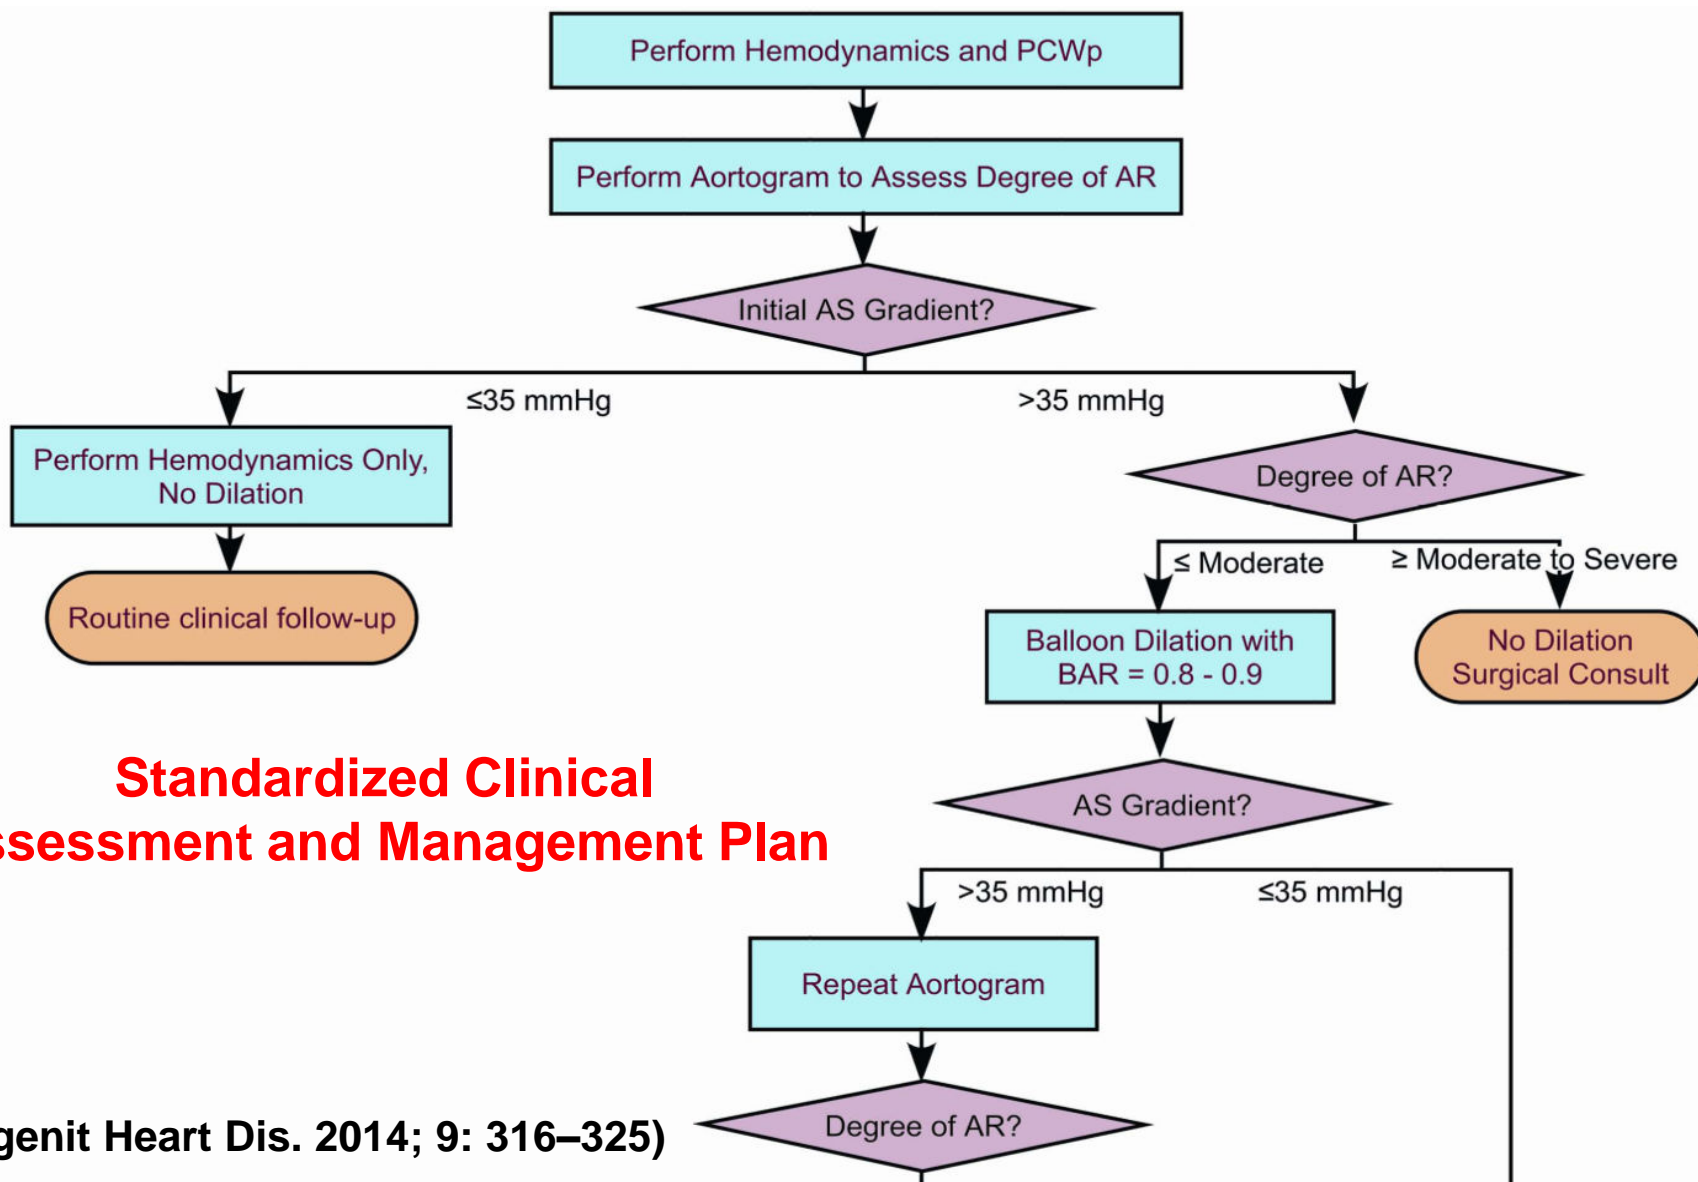 Perform Hemodynamics and PCWp
Perform Aortogram to Assess Degree of AR
Initial AS Gradient?
≤35 mmHg
>35 mmHg
Perform Hemodynamics Only,
No Dilation
Degree of AR?
≤ Moderate
≥ Moderate to Severe
Routine clinical follow-up
Balloon Dilation with
BAR = 0.8 - 0.9
No Dilation
Surgical Consult
Standardized Clinical
ssessment and Management Plan
AS Gradient?
>35 mmHg
≤35 mmHg
Repeat Aortogram
Degree of AR?
genit Heart Dis. 2014; 9: 316–325)